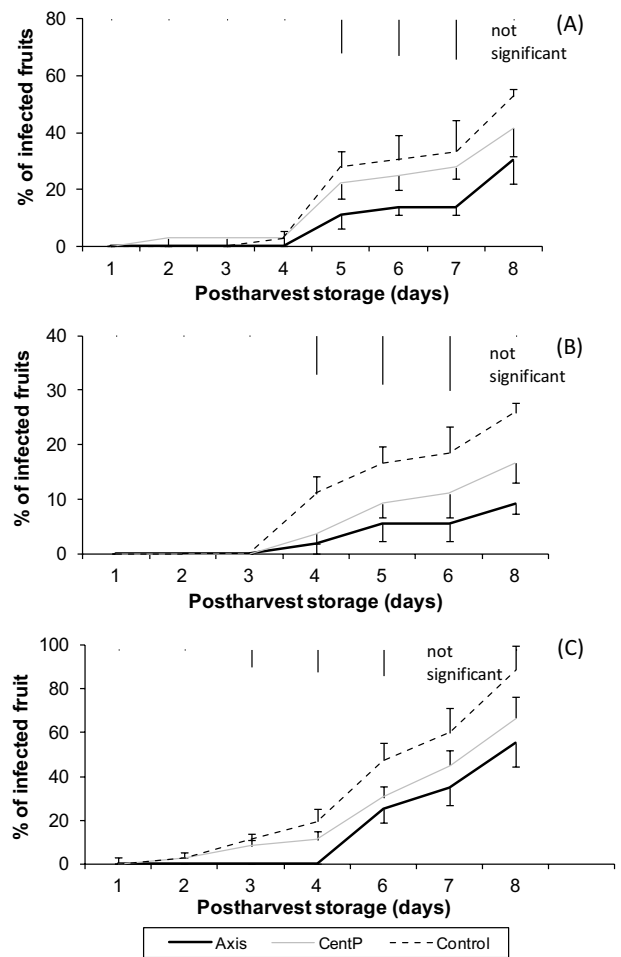 (A)
not
significant
80
60
40
20
0
% of infected fruits
1 2 3 4 5 6 7 8
Postharvest storage (days)
(B)
not
significant
40
30
20
10
0
% of infected fruits
1 2 3 4 5 6 8
Postharvest storage (days)
(C)
not
significant
100
80
60
40
20
0
% of infected fruit
1 2 3 4 6 7 8
Postharvest storage (days)
Axis CentP Control